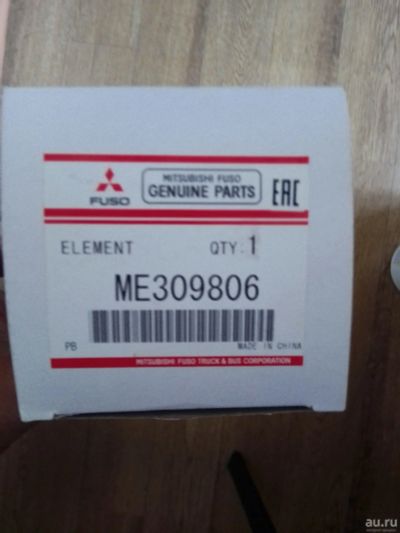 MITSUBISHI FUSO
GENUINE PARTS
FUSO
EAC
ELEMENT QTY: 1
ME309806
PB MADE IN CHINA
MITSUBISHI FUSO TRUCK & BUS CORPORATION
au.ru